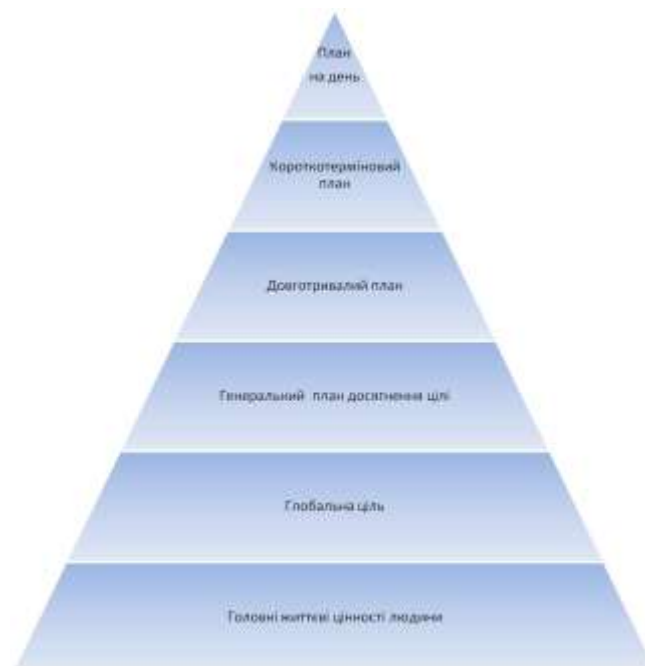 План
на день
Короткотерміновий
план
Довготривалий план
Генеральний план досягнення цілі
Глобальна ціль
Головні життєві цінності людини